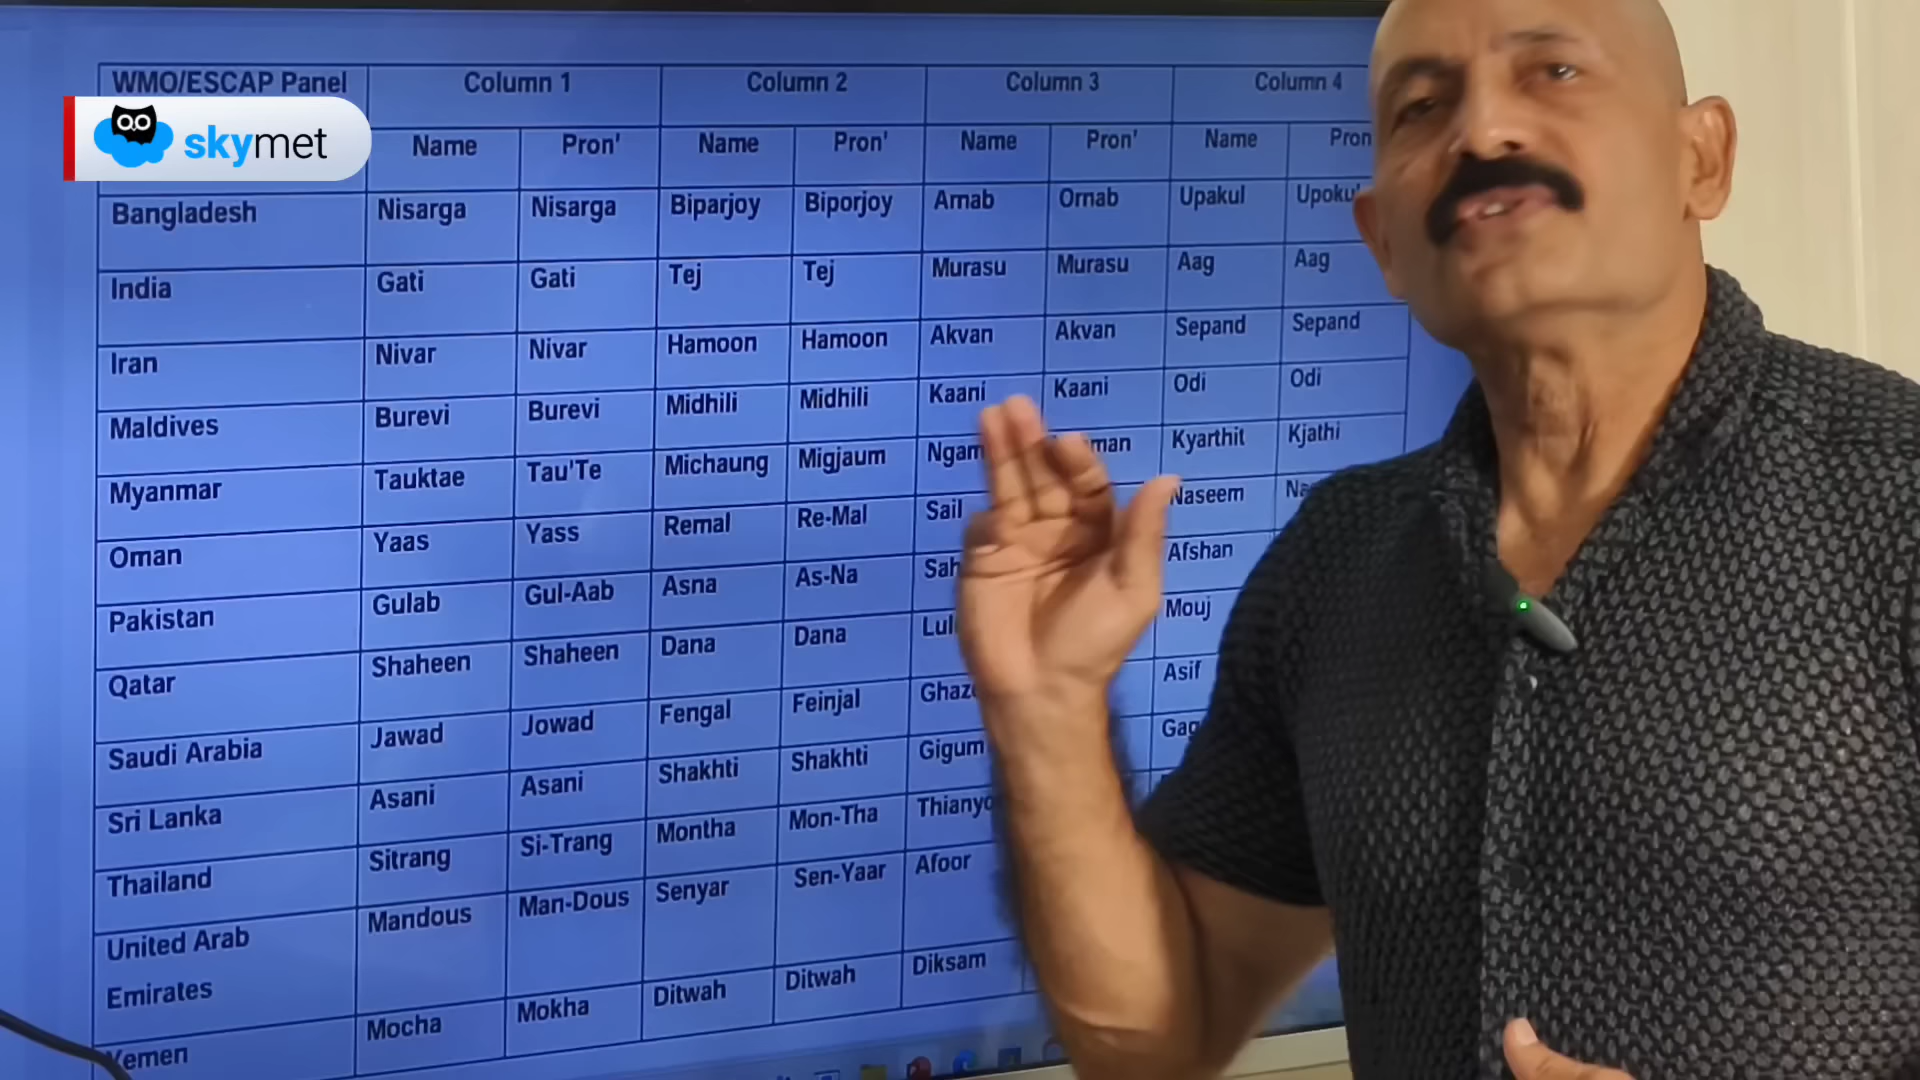 WMO/ESCAP Panel Column 1 Column 2 Column 3 Column 4
skymet
Name Pron' Name Pron' Name Pron' Name Pron
Bangladesh Nisarga Nisarga Biparjoy Biporjoy Arnab Ornab Upakul
India Gati Gati Tej Tej Murasu Murasu Aag Aag
Iran Nivar Nivar Hamoon Hamoon Akvan Akvan Sepand Sepand
Maldives Burevi Burevi Midhili Midhili Kaani Kaani Odi Odi
Myanmar Tauktae Tau'Te Michaung Migjaum Kyarthit Kjathi
Oman Yaas Yass Remal Re-Mal Sail Naseem
Pakistan Gulab Gul-Aab Asna As-Na Afshan
Qatar Shaheen Shaheen Dana Dana Mouj
Saudi Arabia Jawad Jowad Fengal Feinjal Asif
Sri Lanka Asani Asani Shakhti Shakhti Gigum
Thailand Sitrang Si-Trang Montha Mon-Tha
United Arab Mandous Man-Dous Senyar Sen-Yaar Afoor
Emirates
Yemen Mocha Mokha Ditwah Ditwah Diksam